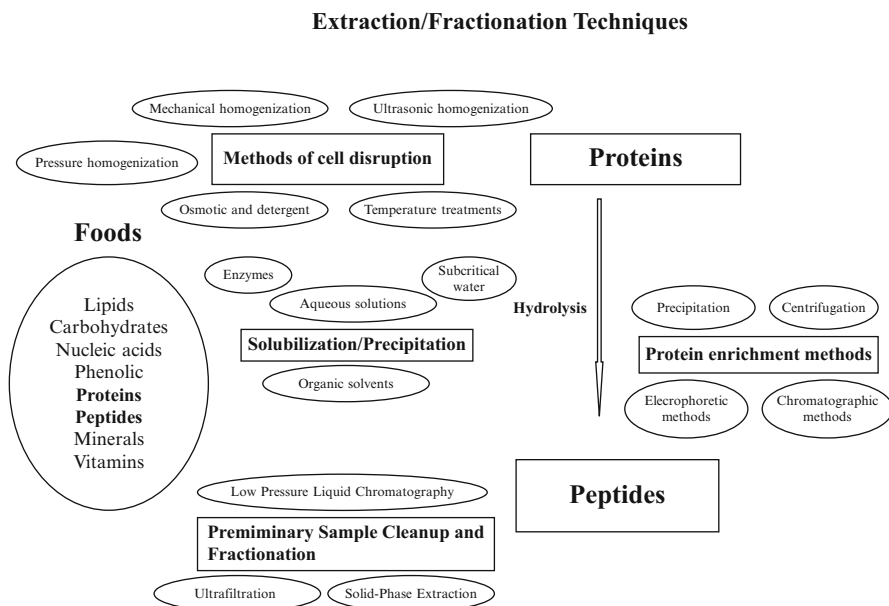 Extraction/Fractionation Techniques
Mechanical homogenization
Ultrasonic homogenization
Pressure homogenization
Methods of cell disruption
Proteins
Osmotic and detergent
Temperature treatments
Foods
Lipids
Carbohydrates
Nucleic acids
Phenolic
Proteins
Peptides
Minerals
Vitamins
Enzymes
Subcritical
water
Aqueous solutions
Solubilization/Precipitation
Organic solvents
Hydrolysis
Precipitation
Centrifugation
Protein enrichment methods
Elecrophoretic
methods
Chromatographic
methods
Peptides
Low Pressure Liquid Chromatography
Premiminary Sample Cleanup and
Fractionation
Ultrafiltration
Solid-Phase Extraction